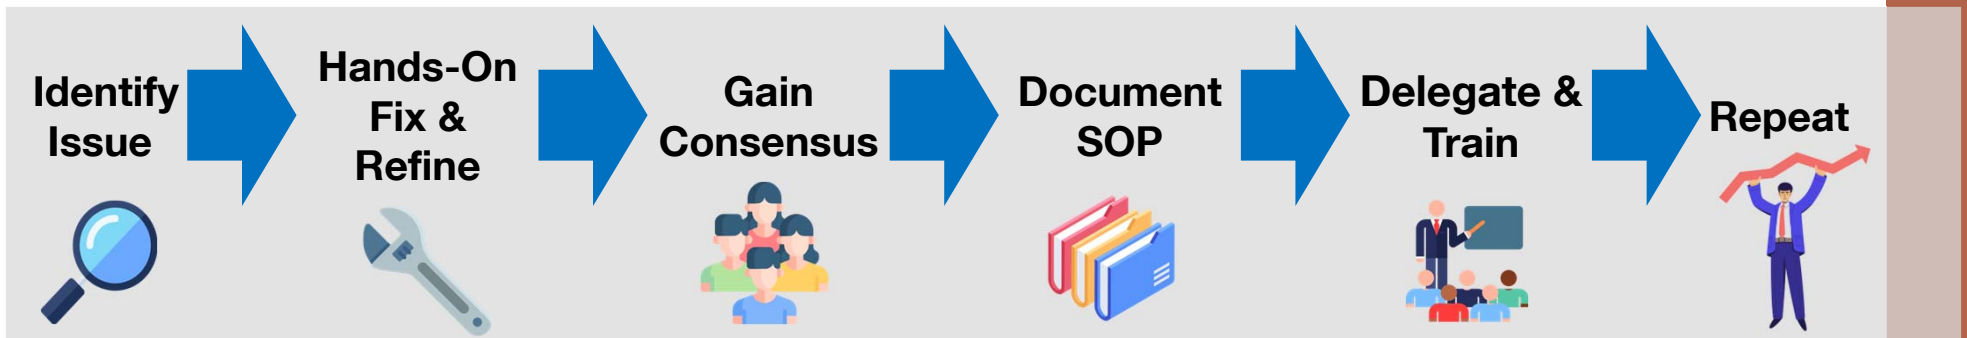 Identify
Issue
Hands-On
Fix &
Refine
Gain
Consensus
Document
SOP
Delegate &
Train
Repeat